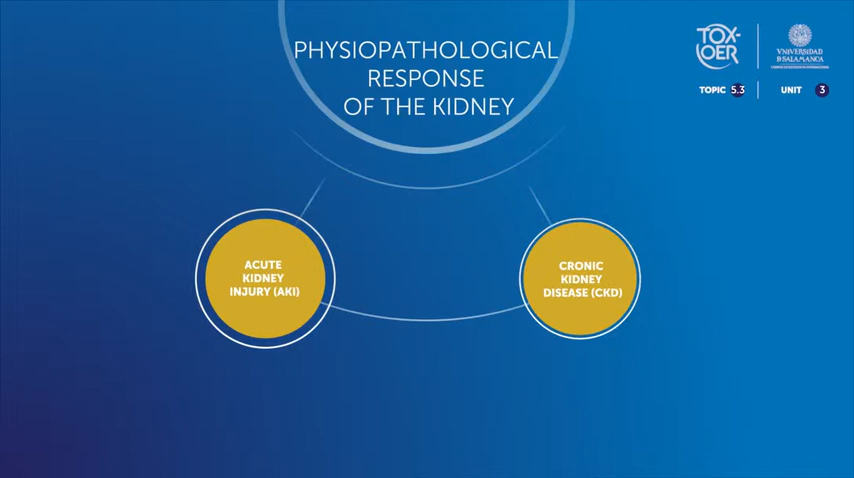 PHYSIOPATHOLOGICAL
RESPONSE
OF THE KIDNEY
TOX-
OER
VNIVERSIDAD
D SALAMANCA
TOPIC 5.3
UNIT 3
ACUTE
KIDNEY
INJURY (AKI)
CRONIC
KIDNEY
DISEASE (CKD)